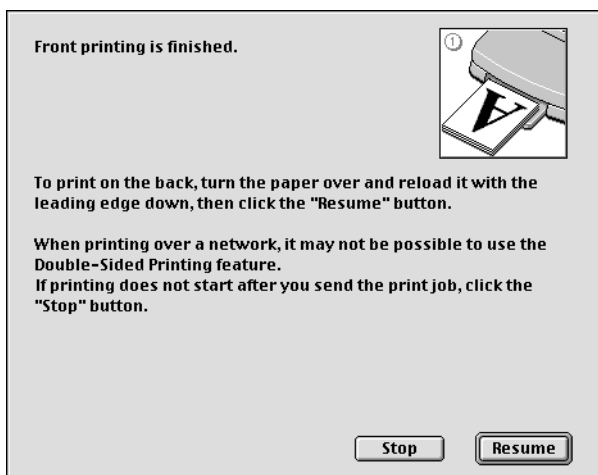 Front printing is finished.
1
A
To print on the back, turn the paper over and reload it with the
leading edge down, then click the "Resume" button.
When printing over a network, it may not be possible to use the
Double-Sided Printing feature.
If printing does not start after you send the print job, click the
"Stop" button.
Stop
Resume